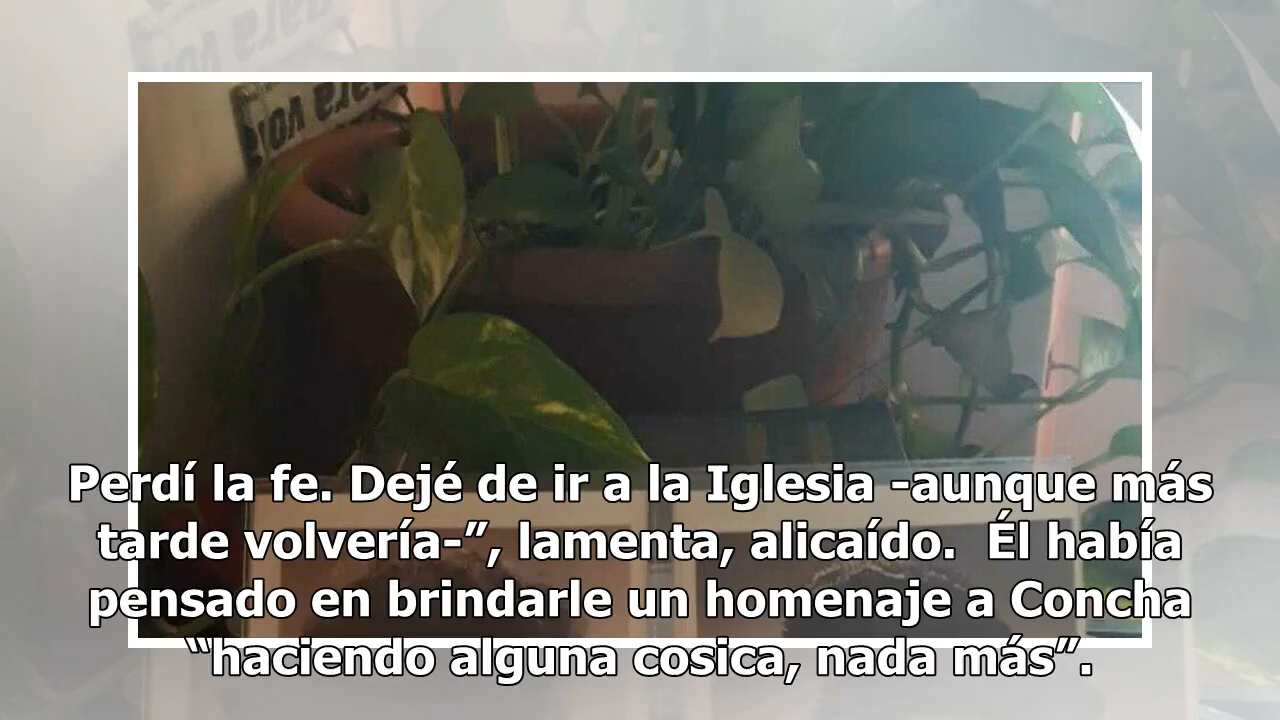 Perdí la fe. Dejé de ir a la Iglesia -aunque más
tarde volvería-”, lamenta, alicaído.  Él había
pensado en brindarle un homenaje a Concha
“haciendo alguna cosica, nada más”.